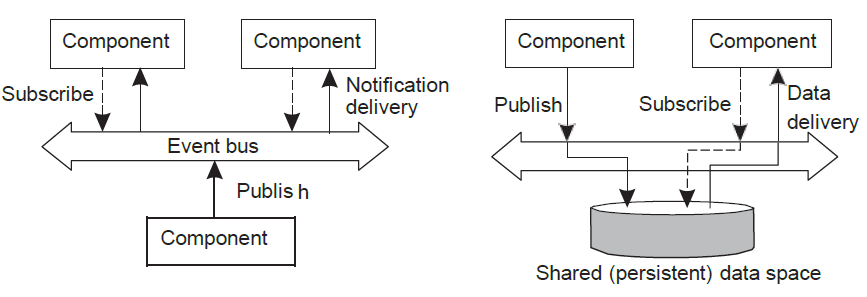 Component
Component
Subscribe
Notification
delivery
Event bus
Publis h
Component
Component
Component
Publish
Subscribe
Data
delivery
Shared (persistent) data space